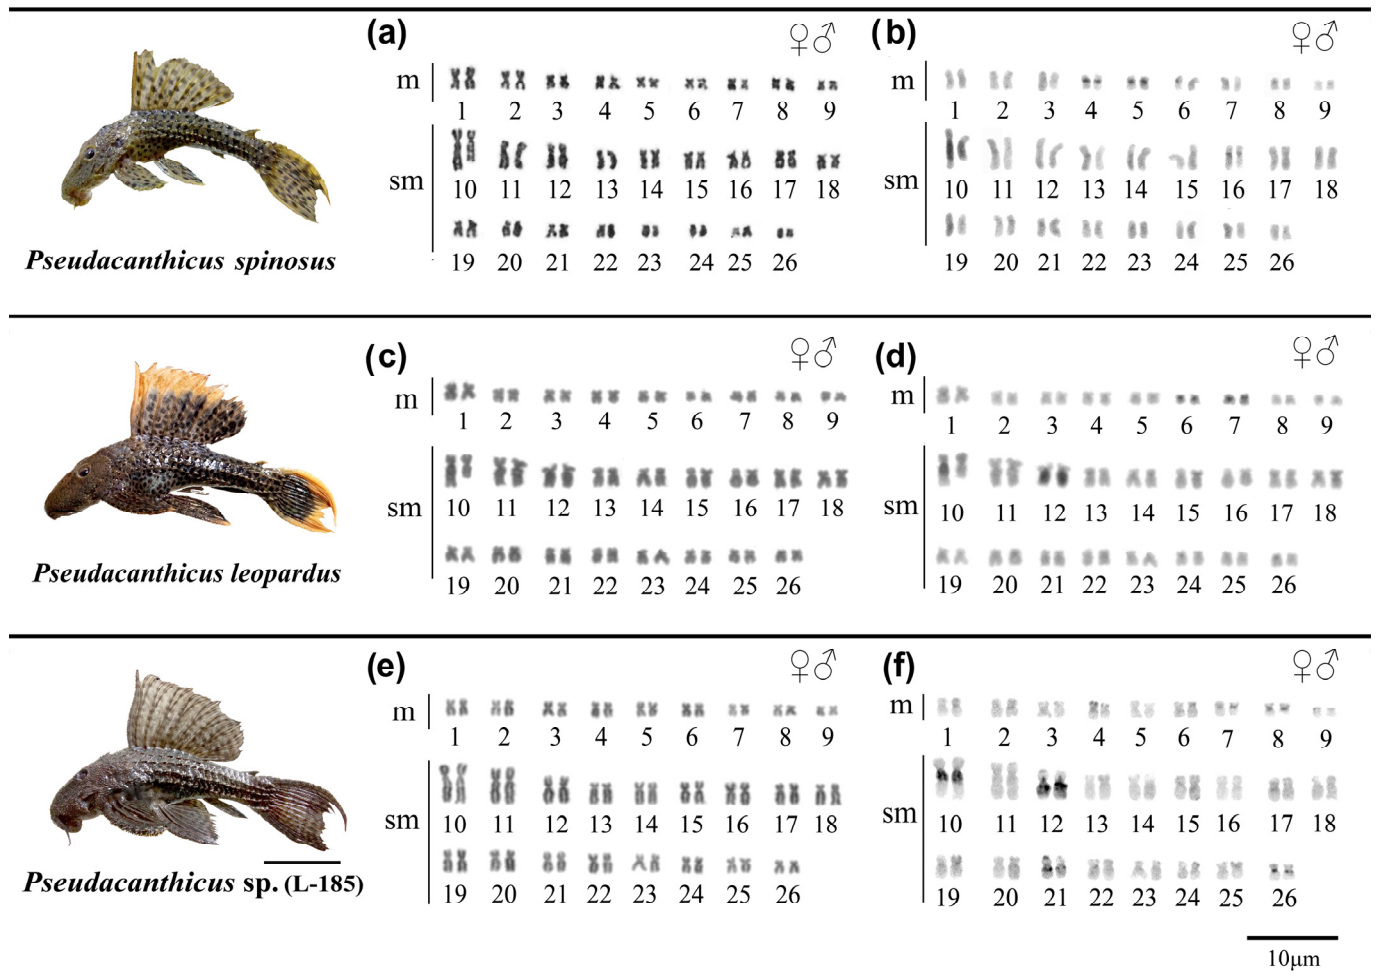 (a) ♀♂ (b) ♀♂
m 1 2 3 4 5 6 7 8 9 m 1 2 3 4 5 6 7 8 9
sm 10 11 12 13 14 15 16 17 18 sm 10 11 12 13 14 15 16 17 18
19 20 21 22 23 24 25 26 19 20 21 22 23 24 25 26
Pseudacanthicus spinosus
(c) ♀♂ (d) ♀♂
m 1 2 3 4 5 6 7 8 9 m 1 2 3 4 5 6 7 8 9
sm 10 11 12 13 14 15 16 17 18 sm 10 11 12 13 14 15 16 17 18
19 20 21 22 23 24 25 26 19 20 21 22 23 24 25 26
Pseudacanthicus leopardus
(e) ♀♂ (f) ♀♂
m 1 2 3 4 5 6 7 8 9 m 1 2 3 4 5 6 7 8 9
sm 10 11 12 13 14 15 16 17 18 sm 10 11 12 13 14 15 16 17 18
19 20 21 22 23 24 25 26 19 20 21 22 23 24 25 26
Pseudacanthicus sp. (L-185)
10μm